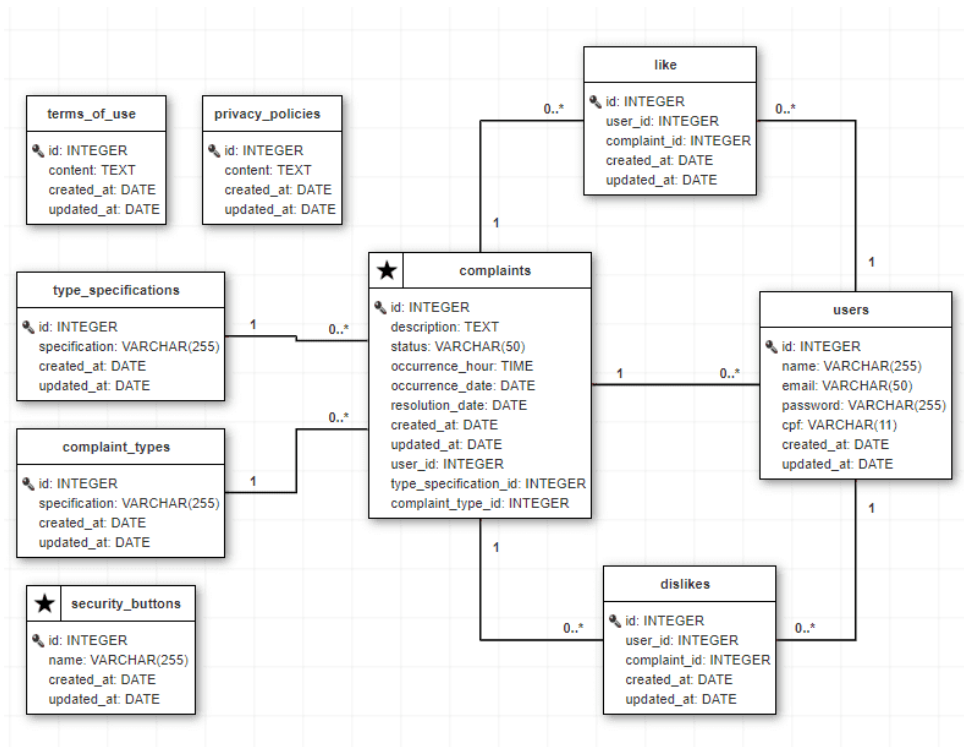 like
id: INTEGER
user_id: INTEGER
complaint_id: INTEGER
created_at: DATE
updated_at: DATE
0..*
0..*
1
1
terms_of_use
id: INTEGER
content: TEXT
created_at: DATE
updated_at: DATE
privacy_policies
id: INTEGER
content: TEXT
created_at: DATE
updated_at: DATE
type_specifications
id: INTEGER
specification: VARCHAR(255)
created_at: DATE
updated_at: DATE
1
0..*
complaints
id: INTEGER
description: TEXT
status: VARCHAR(50)
occurrence_hour: TIME
occurrence_date: DATE
resolution_date: DATE
created_at: DATE
updated_at: DATE
user_id: INTEGER
type_specification_id: INTEGER
complaint_type_id: INTEGER
1
0..*
users
id: INTEGER
name: VARCHAR(255)
email: VARCHAR(50)
password: VARCHAR(255)
cpf: VARCHAR(11)
created_at: DATE
updated_at: DATE
complaint_types
id: INTEGER
specification: VARCHAR(255)
created_at: DATE
updated_at: DATE
1
0..*
security_buttons
id: INTEGER
name: VARCHAR(255)
created_at: DATE
updated_at: DATE
1
1
0..*
0..*
dislikes
id: INTEGER
user_id: INTEGER
complaint_id: INTEGER
created_at: DATE
updated_at: DATE